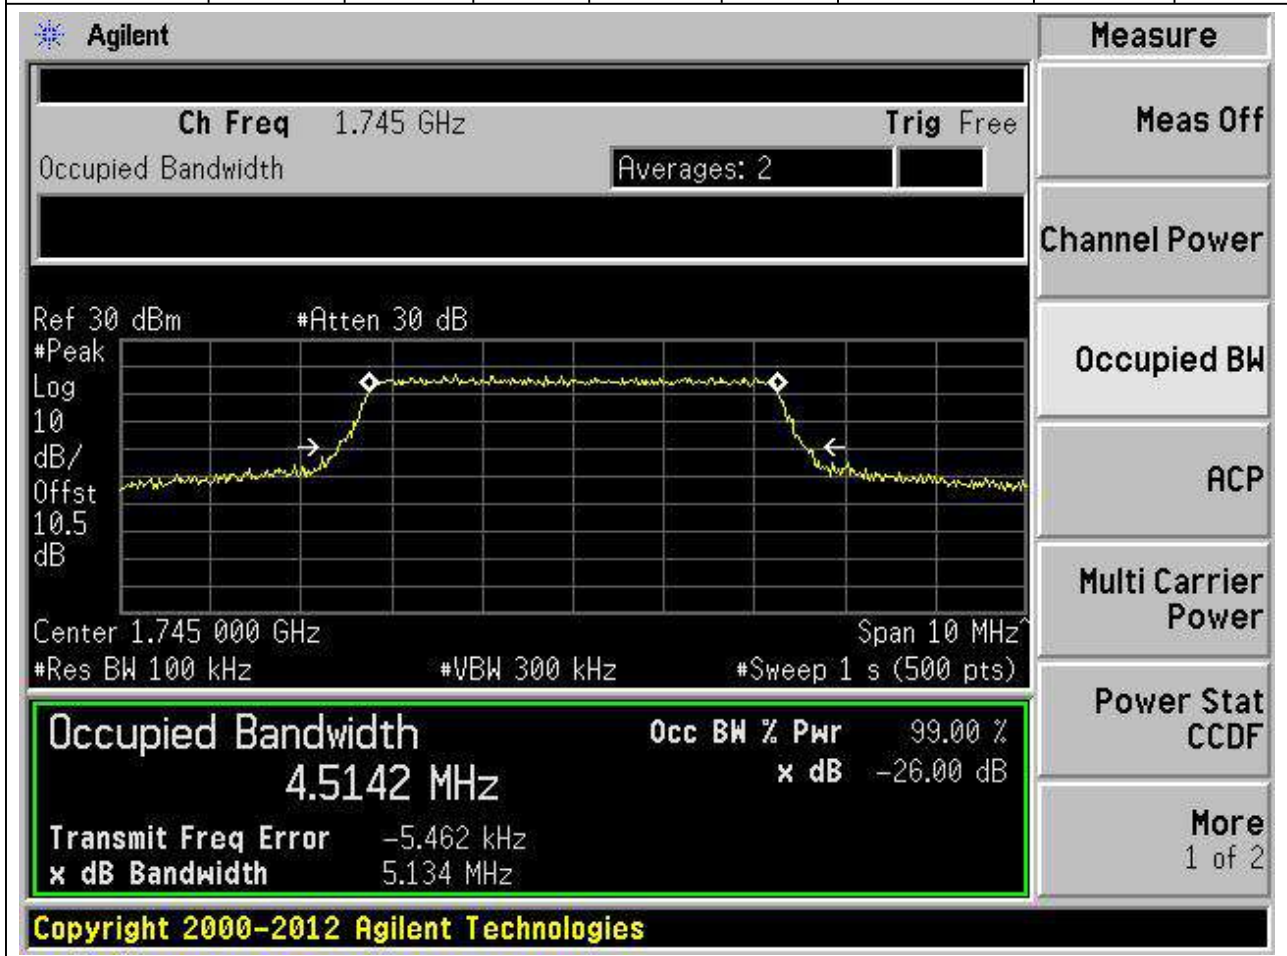 Agilent
Measure
Ch Freq 1.745 GHz Trig Free
Meas Off
Occupied Bandwidth Averages: 2
Channel Power
Ref 30 dBm #Atten 30 dB
#Peak
Log
10
dB/
Offst
10.5
dB
Occupied BW
ACP
Center 1.745 000 GHz Span 10 MHz^
#Res BW 100 kHz #VBW 300 kHz #Sweep 1 s (500 pts)
Multi Carrier
Power
Occupied Bandwidth Occ BW % Pwr 99.00 %
4.5142 MHz x dB -26.00 dB
Power Stat
CCDF
Transmit Freq Error -5.462 kHz
x dB Bandwidth 5.134 MHz
More
1 of 2
Copyright 2000-2012 Agilent Technologies